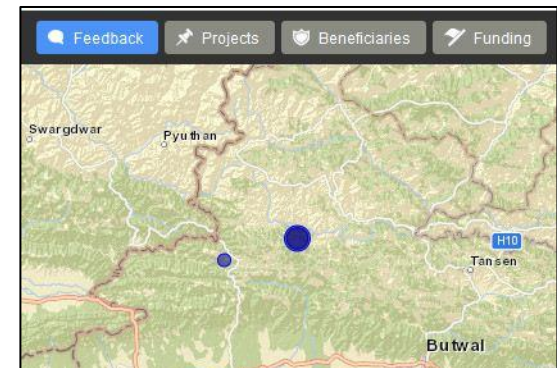 Feedback Projects Beneficiaries Funding
Swargdwar
Pyuthan
H10
Tansen
Butwal